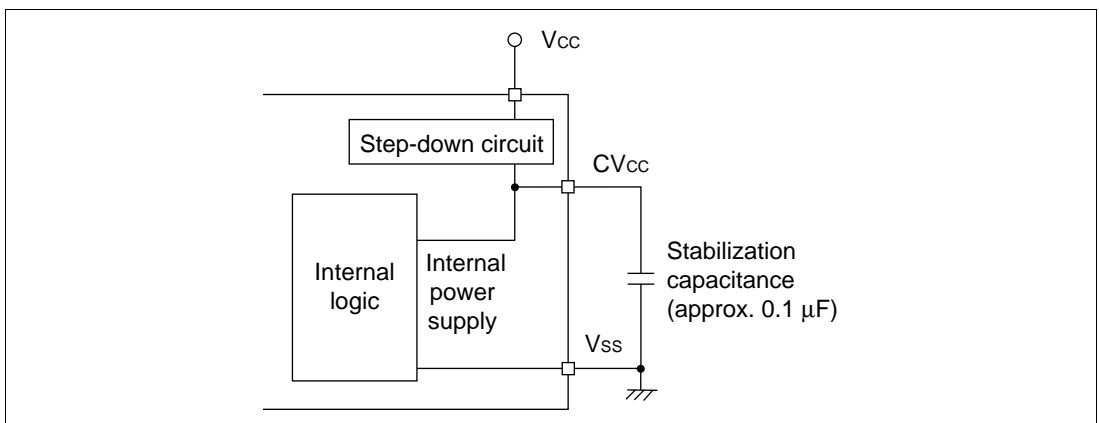 Vcc
Step-down circuit
CVcc
Internal
logic
Internal
power
supply
Stabilization
capacitance
(approx. 0.1 μF)
Vss